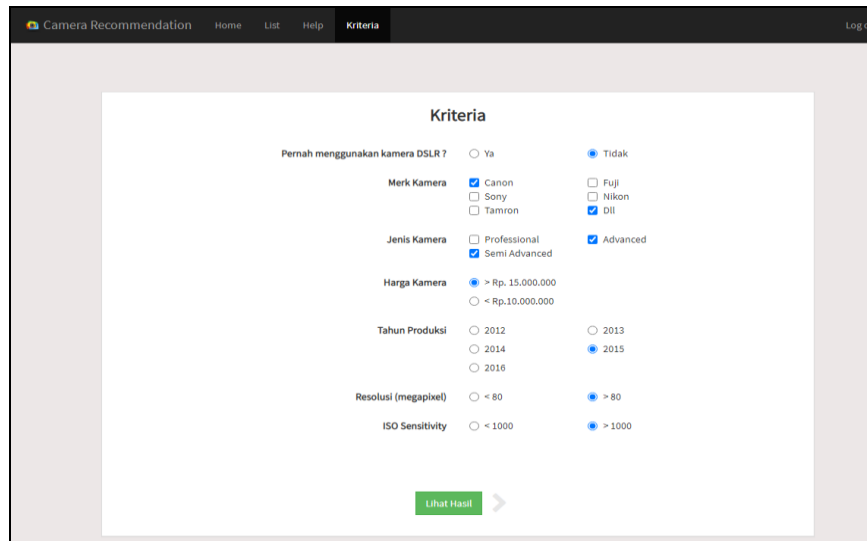 Camera Recommendation Home List Help Kriteria Log
Kriteria
Pernah menggunakan kamera DSLR ? Ya Tidak
Merk Kamera Canon Fuji
Sony Nikon
Tamron Dll
Jenis Kamera Professional Advanced
Semi Advanced
Harga Kamera > Rp. 15.000.000
< Rp.10.000.000
Tahun Produksi 2012 2013
2014 2015
2016
Resolusi (megapixel) < 80 > 80
ISO Sensitivity < 1000 > 1000
Lihat Hasil